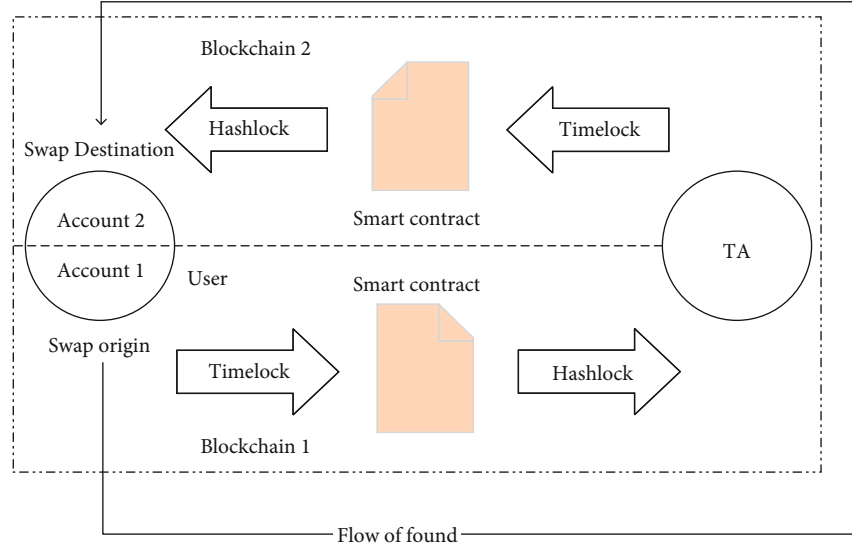 Blockchain 2
Hashlock
Timelock
Swap Destination
Smart contract
Account 2
Account 1
User
TA
Smart contract
Swap origin
Timelock
Hashlock
Blockchain 1
Flow of found